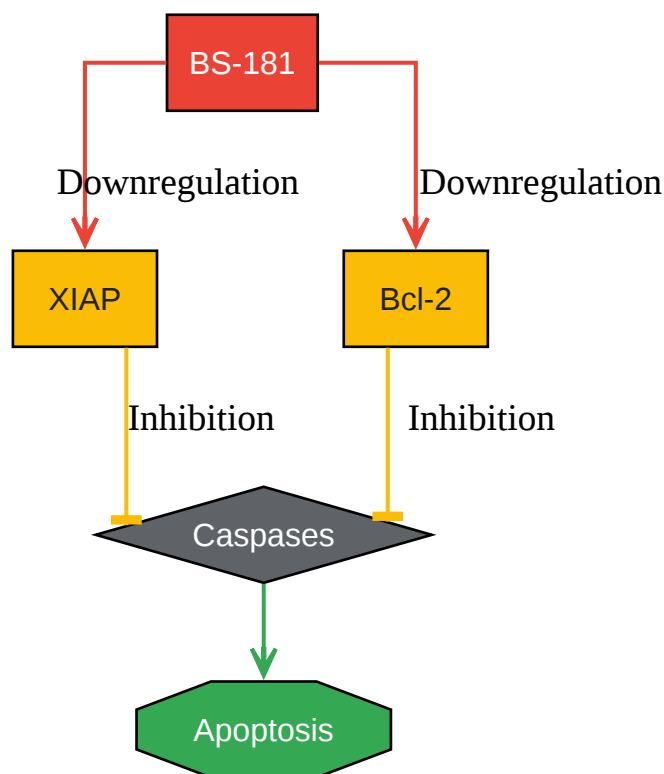 BS-181
Downregulation
Downregulation
XIAP
Bcl-2
Inhibition
Inhibition
Caspases
Apoptosis